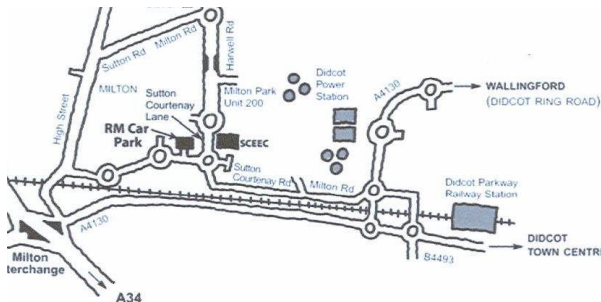 Sutton Rd
Milton Rd
Harwell Rd
MILTON
High Street
Sutton
Courtenay
Lane
Milton Park
Unit 200
RM Car
Park
SCEEC
Didcot
Power
Station
A4130
WALLINGFORD
(DIDCOT RING ROAD)
Sutton
Courtenay Rd
Milton Rd
Didcot Parkway
Railway Station
A4130
B4493
DIDCOT
TOWN CENTR
Milton
terchange
A34